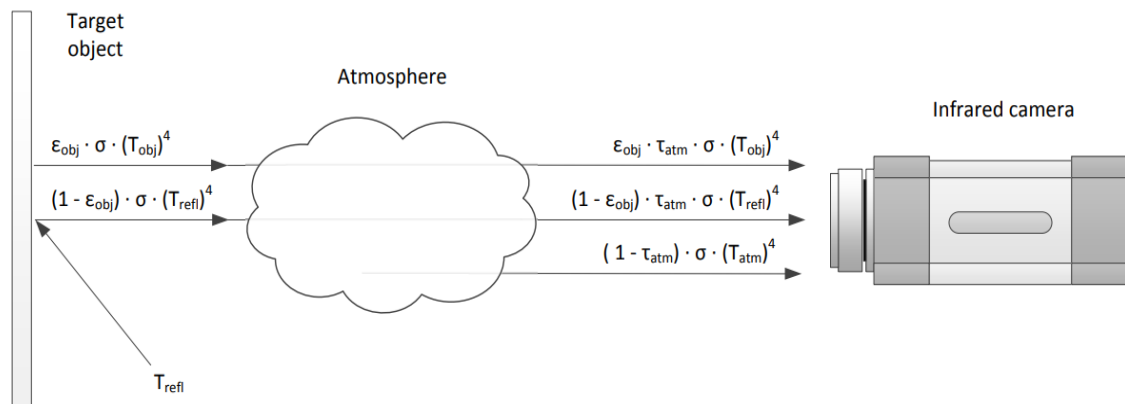 Target
object
Atmosphere
Infrared camera
εobj · σ · (Tobj)⁴
εobj · τatm · σ · (Tobj)⁴
(1 - εobj) · σ · (Trefl)⁴
(1 - εobj) · τatm · σ · (Trefl)⁴
( 1 - τatm) · σ · (Tatm)⁴
Trefl